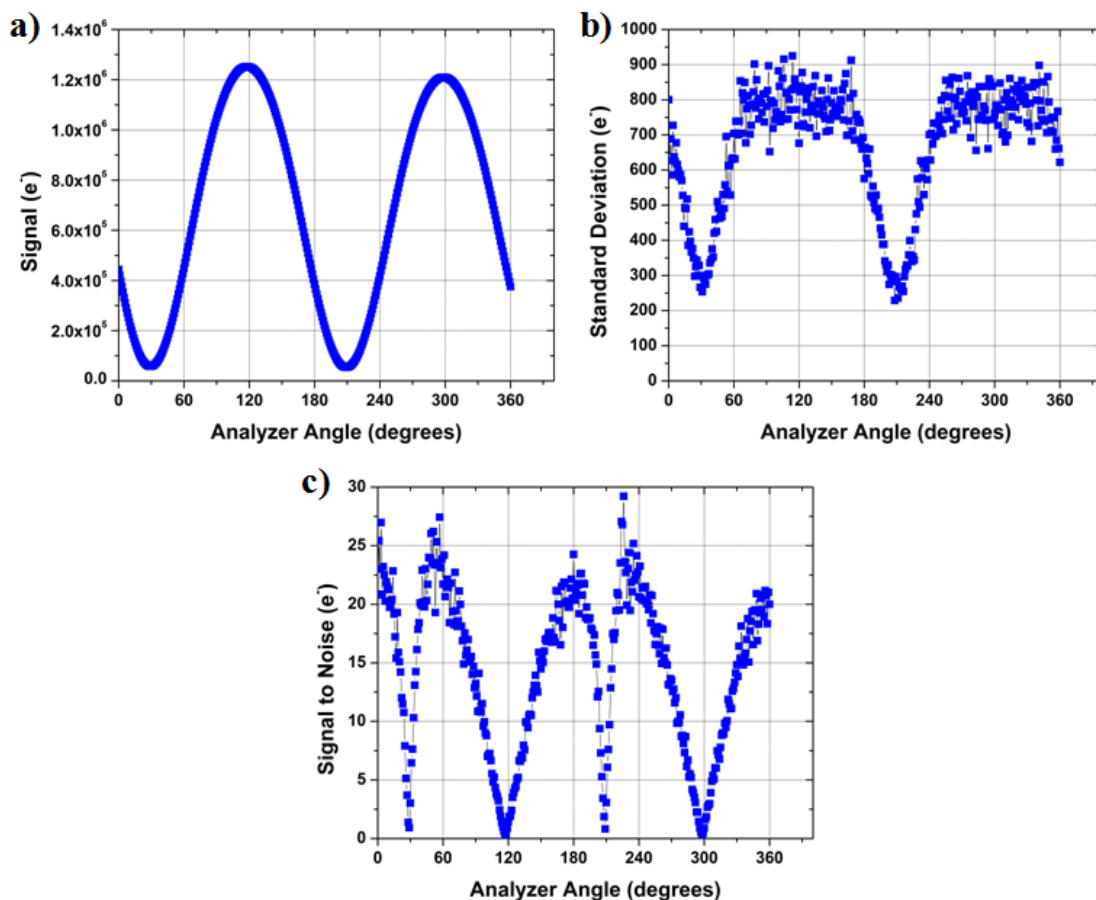 a)
Signal (e⁻)
1.4x10⁶
1.2x10⁶
1.0x10⁶
8.0x10⁵
6.0x10⁵
4.0x10⁵
2.0x10⁵
0.0
0 60 120 180 240 300 360
Analyzer Angle (degrees)
b)
Standard Deviation (e⁻)
1000
900
800
700
600
500
400
300
200
100
0
0 60 120 180 240 300 360
Analyzer Angle (degrees)
c)
Signal to Noise (e⁻)
30
25
20
15
10
5
0
0 60 120 180 240 300 360
Analyzer Angle (degrees)